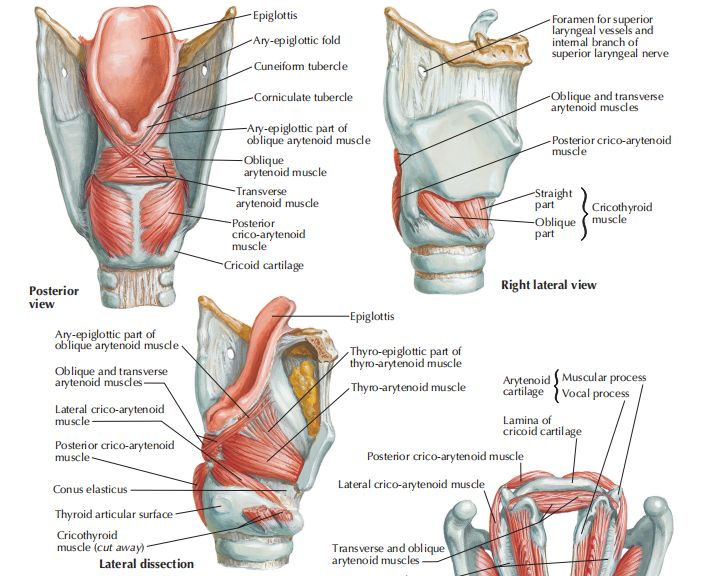 Epiglottis
Ary-epiglottic fold
Cuneiform tubercle
Corniculate tubercle
Ary-epiglottic part of
oblique arytenoid muscle
Oblique
arytenoid muscle
Transverse
arytenoid muscle
Posterior
crico-arytenoid
muscle
Cricoid cartilage
Posterior
view
Foramen for superior
laryngeal vessels and
internal branch of
superior laryngeal nerve
Oblique and transverse
arytenoid muscles
Posterior crico-arytenoid
muscle
Straight
part
Oblique
part
Cricothyroid
muscle
Right lateral view
Epiglottis
Ary-epiglottic part of
oblique arytenoid muscle
Oblique and transverse
arytenoid muscles
Lateral crico-arytenoid
muscle
Posterior crico-arytenoid
muscle
Conus elasticus
Thyroid articular surface
Cricothyroid
muscle (cut away)
Thyro-epiglottic part of
thyro-arytenoid muscle
Thyro-arytenoid muscle
Lateral dissection
Arytenoid
cartilage
Muscular process
Vocal process
Lamina of
cricoid cartilage
Posterior crico-arytenoid muscle
Lateral crico-arytenoid muscle
Transverse and oblique
arytenoid muscles